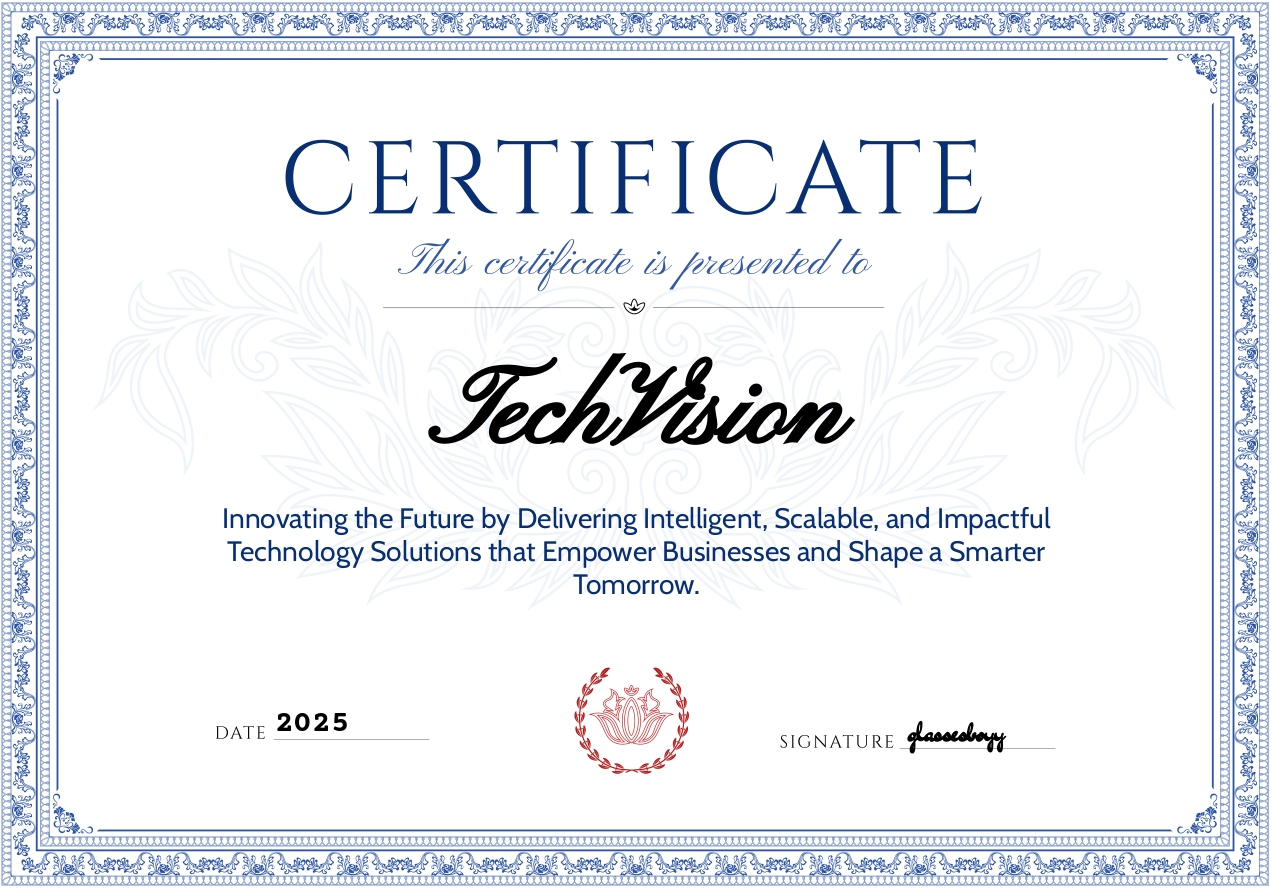 CERTIFICATE
This certificate is presented to
TechVision
Innovating the Future by Delivering Intelligent, Scalable, and Impactful
Technology Solutions that Empower Businesses and Shape a Smarter
Tomorrow.
DATE 2025
SIGNATURE glassesboyy